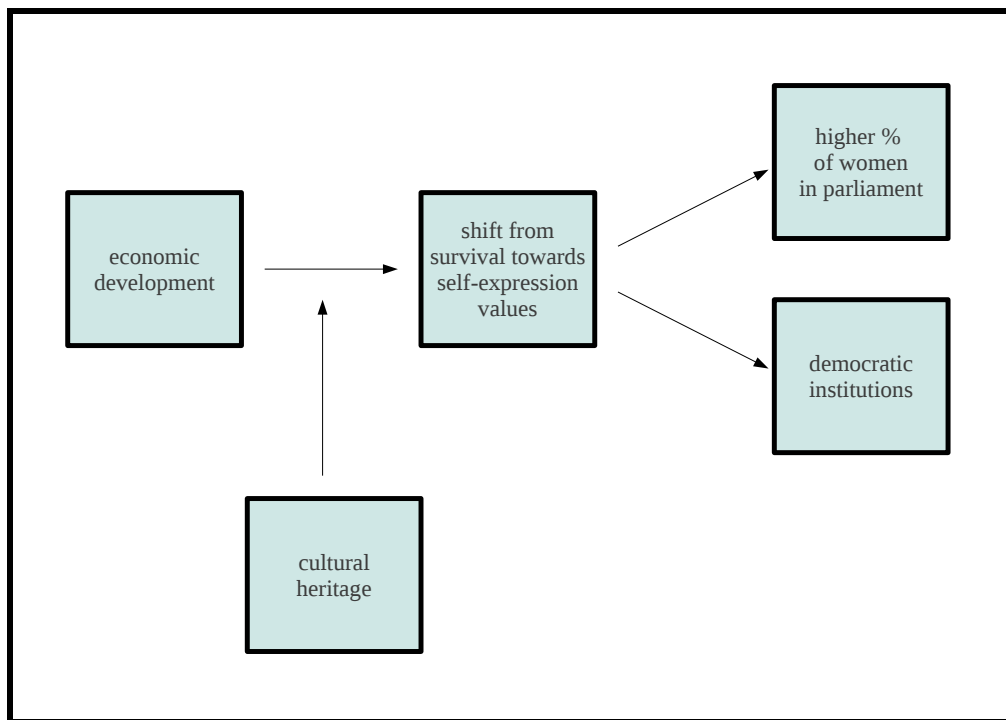 economic
development
shift from
survival towards
self-expression
values
higher %
of women
in parliament
democratic
institutions
cultural
heritage